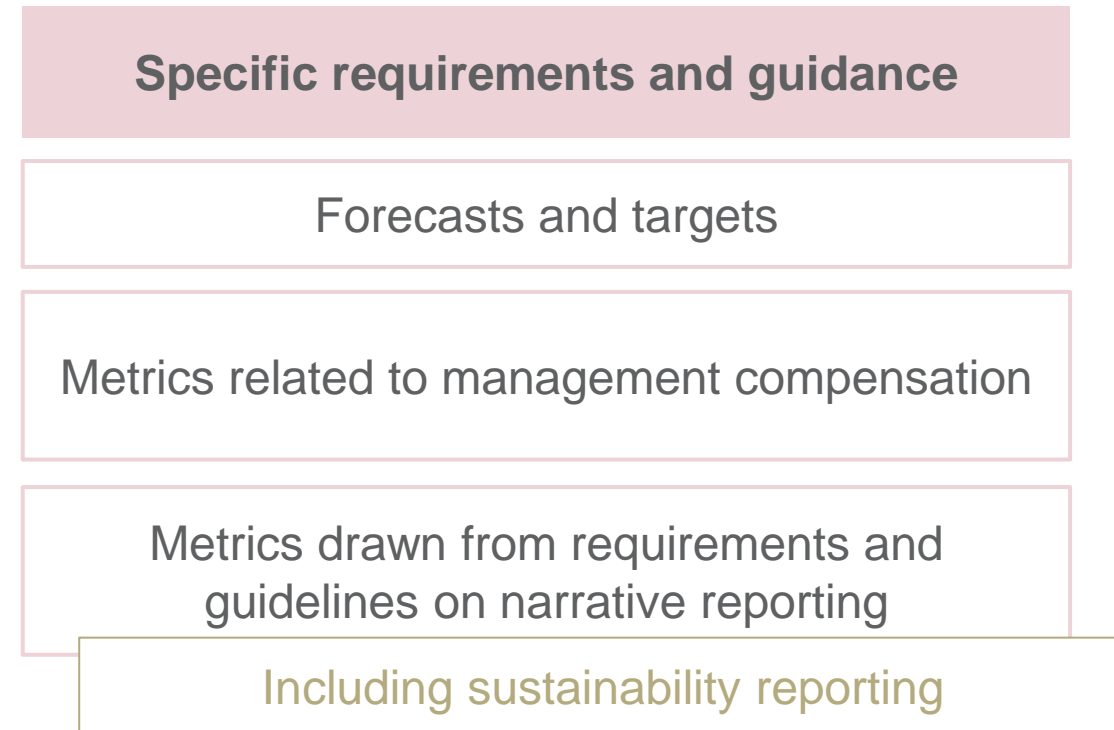 Specific requirements and guidance
Forecasts and targets
Metrics related to management compensation
Metrics drawn from requirements and
guidelines on narrative reporting
Including sustainability reporting